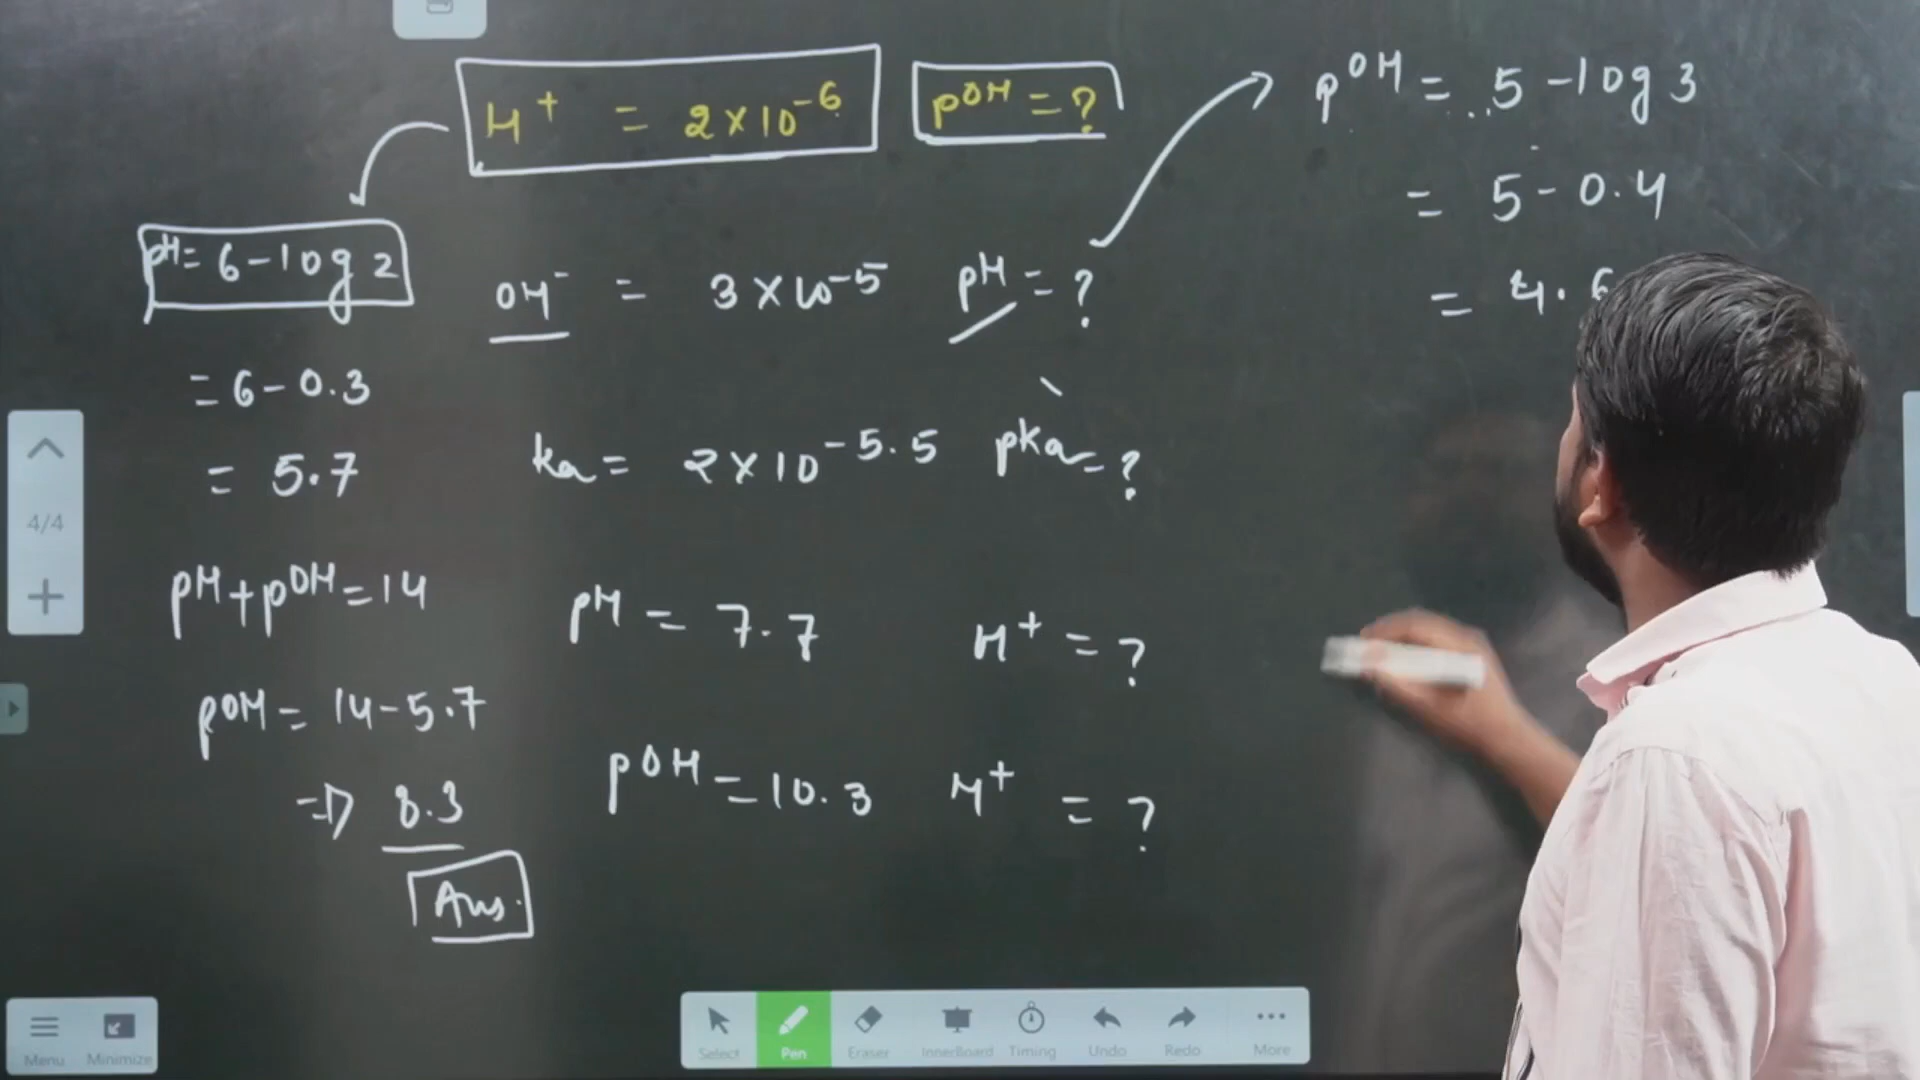 H⁺ = 2×10⁻⁶ pᴼᴴ = ?
pH = 6 - log 2
= 6 - 0.3
= 5.7
pᴴ + pᴼᴴ = 14
pᴼᴴ = 14 - 5.7
⇒ 8.3
Ans.
OH⁻ = 3×10⁻⁵ pᴴ = ?
ka = 2×10⁻⁵·⁵ pᴷᵃ = ?
pᴴ = 7.7 H⁺ = ?
pᴼᴴ = 10.3 H⁺ = ?
pᴼᴴ = 5 - log 3
= 5 - 0.4
= 4.6
4/4
Menu Minimize
Select Pen Eraser InnerBoard Timing Undo Redo More